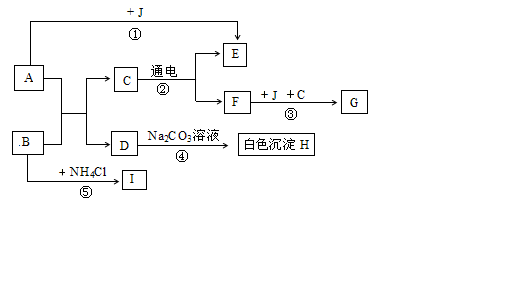 + J
①
E
A
C
通电
②
F
+ J + C
③
G
.B
D
Na₂CO₃溶液
④
白色沉淀 H
+ NH₄Cl
⑤
I